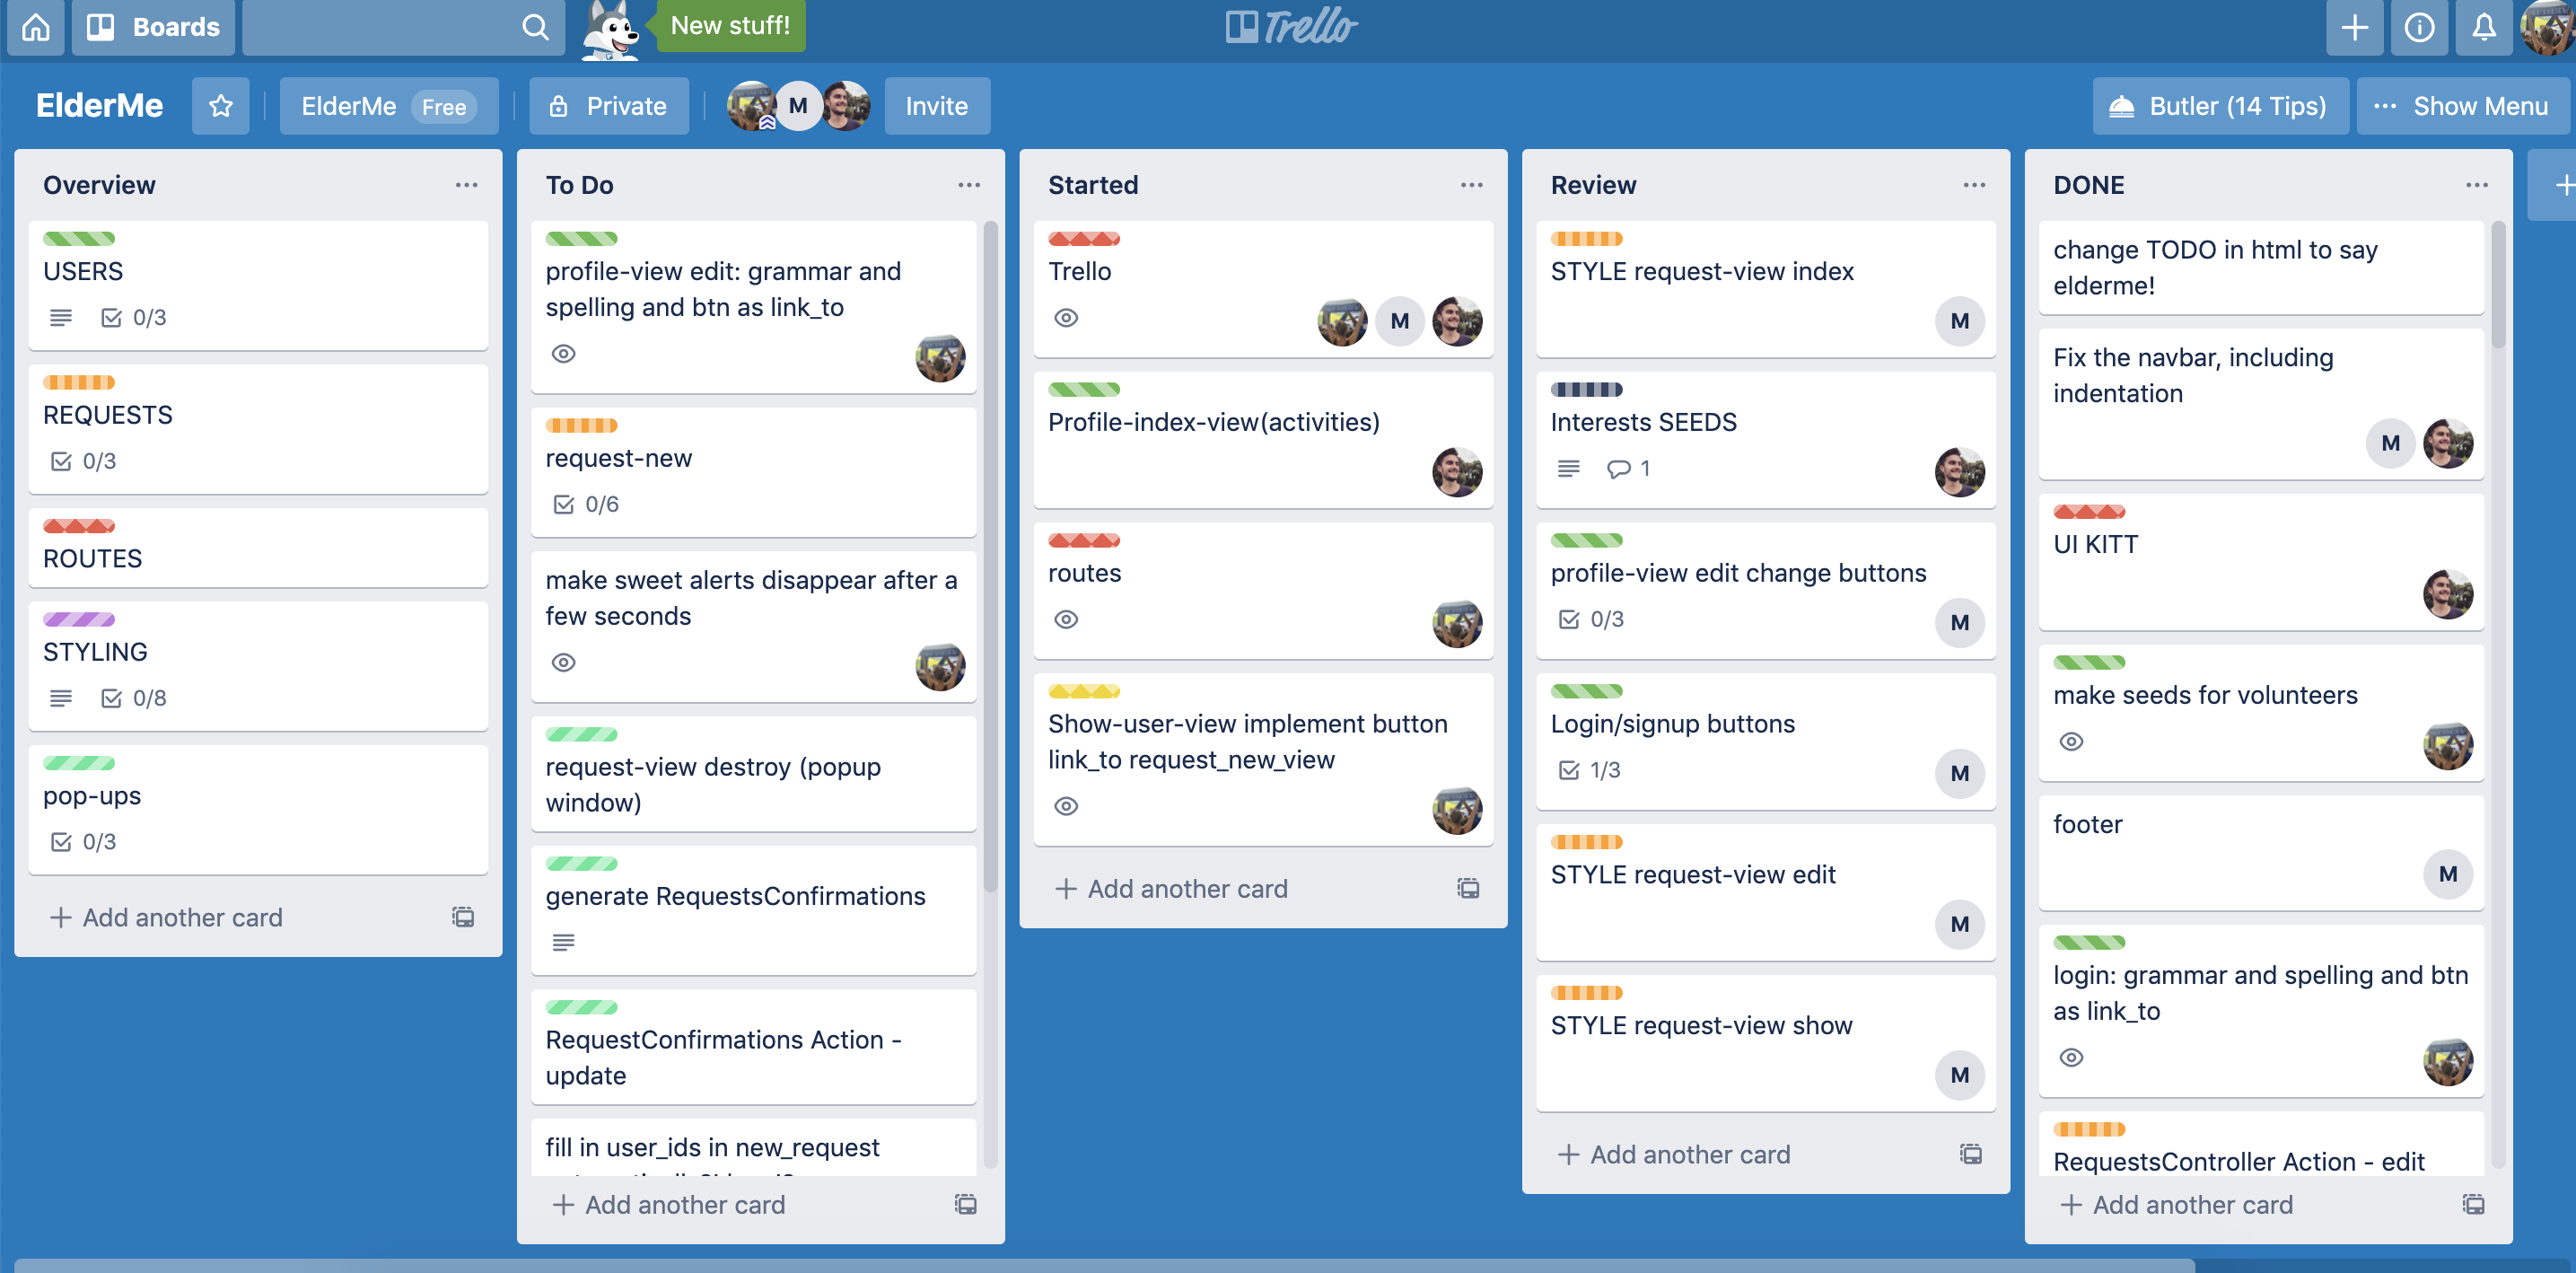 Boards
New stuff!
Trello
ElderMe
ElderMe Free
Private
M
Invite
Butler (14 Tips)
Show Menu
Overview
USERS
0/3
REQUESTS
0/3
ROUTES
STYLING
0/8
pop-ups
0/3
Add another card
To Do
profile-view edit: grammar and
spelling and btn as link_to
request-new
0/6
make sweet alerts disappear after a
few seconds
request-view destroy (popup
window)
generate RequestsConfirmations
RequestConfirmations Action -
update
fill in user_ids in new_request
Add another card
Started
Trello
M
Profile-index-view(activities)
routes
Show-user-view implement button
link_to request_new_view
Add another card
Review
STYLE request-view index
M
Interests SEEDS
1
profile-view edit change buttons
0/3
M
Login/signup buttons
1/3
M
STYLE request-view edit
M
STYLE request-view show
M
Add another card
DONE
change TODO in html to say
elderme!
Fix the navbar, including
indentation
M
UI KITT
make seeds for volunteers
footer
M
login: grammar and spelling and btn
as link_to
RequestsController Action - edit
Add another card